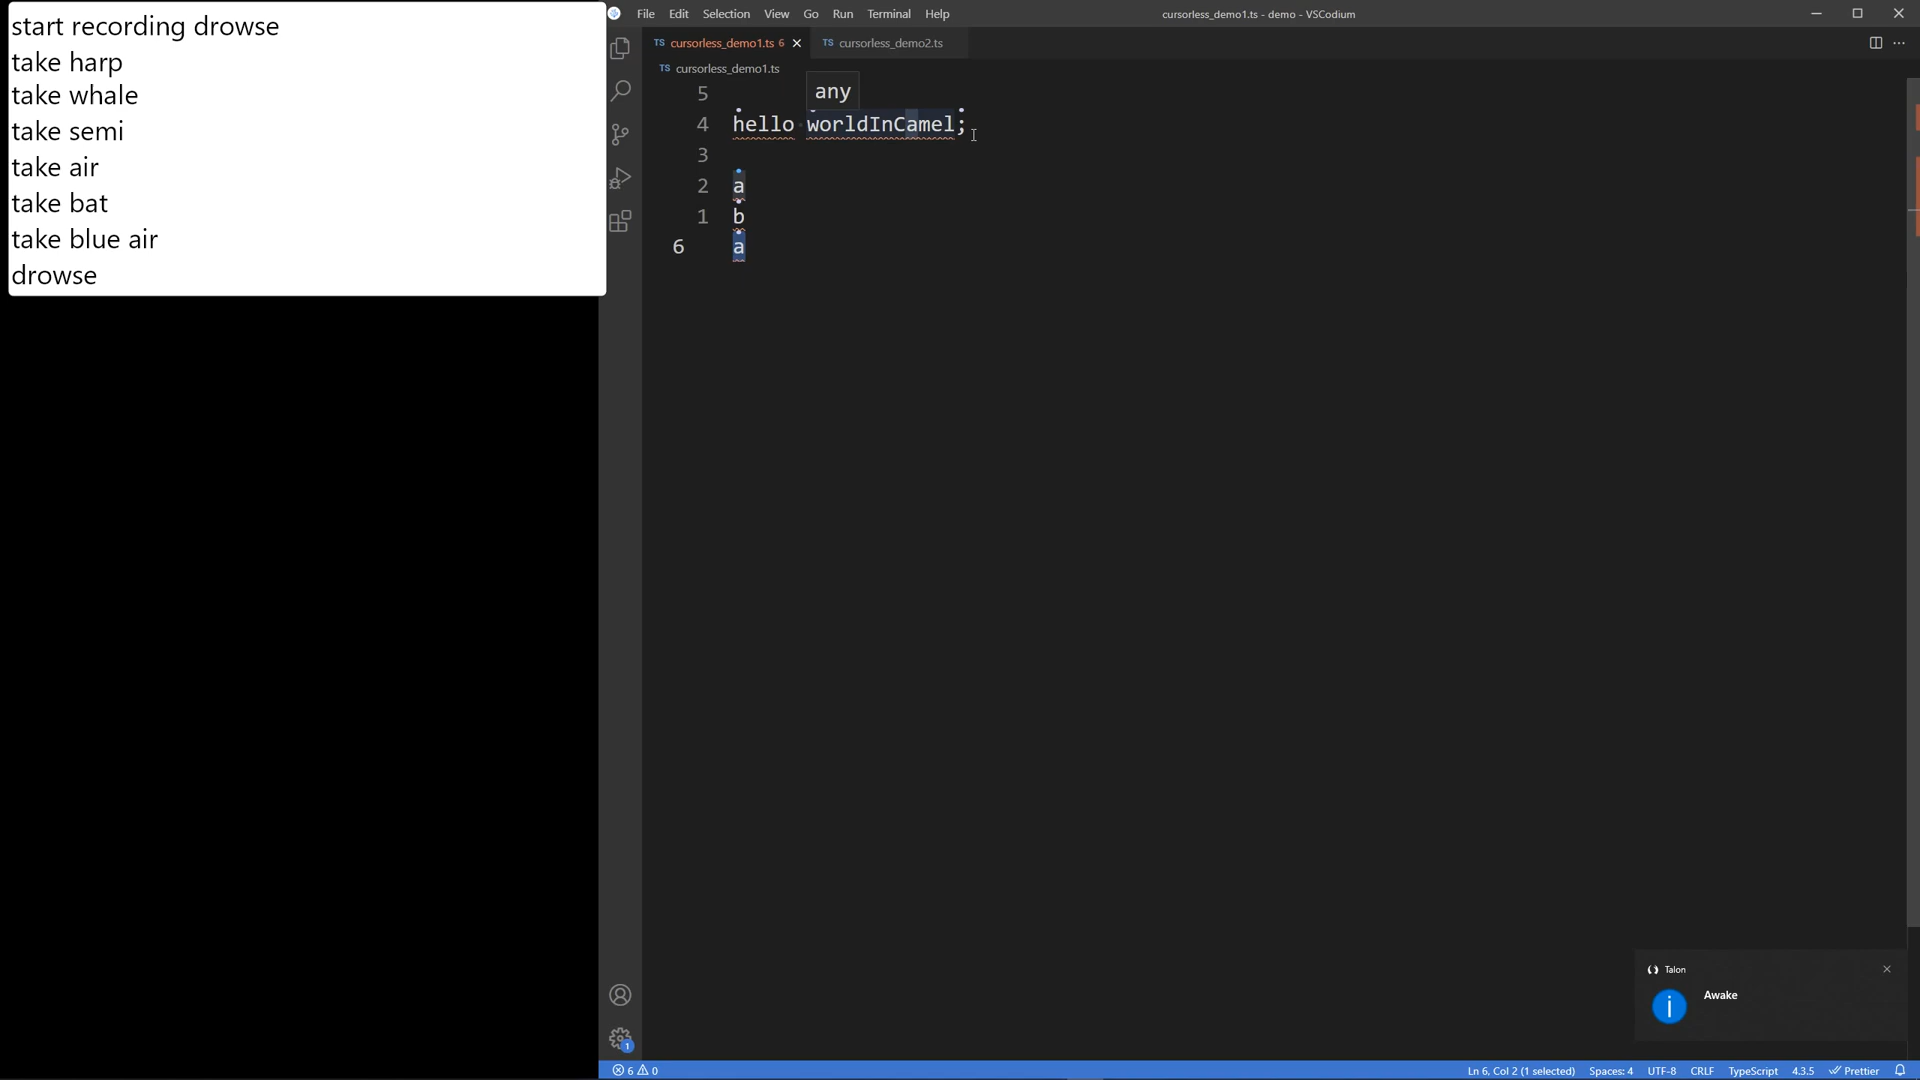 start recording drowse
take harp
take whale
take semi
take air
take bat
take blue air
drowse
File Edit Selection View Go Run Terminal Help
cursorless_demo1.ts - demo - VSCodium
TS cursorless_demo1.ts 6
TS cursorless_demo2.ts
TS cursorless_demo1.ts
any
5
4 hello worldInCamel;
3
2 a
1 b
6 a
Talon
Awake
1
6 0
Ln 6, Col 2 (1 selected) Spaces: 4 UTF-8 CRLF TypeScript 4.3.5 Prettier